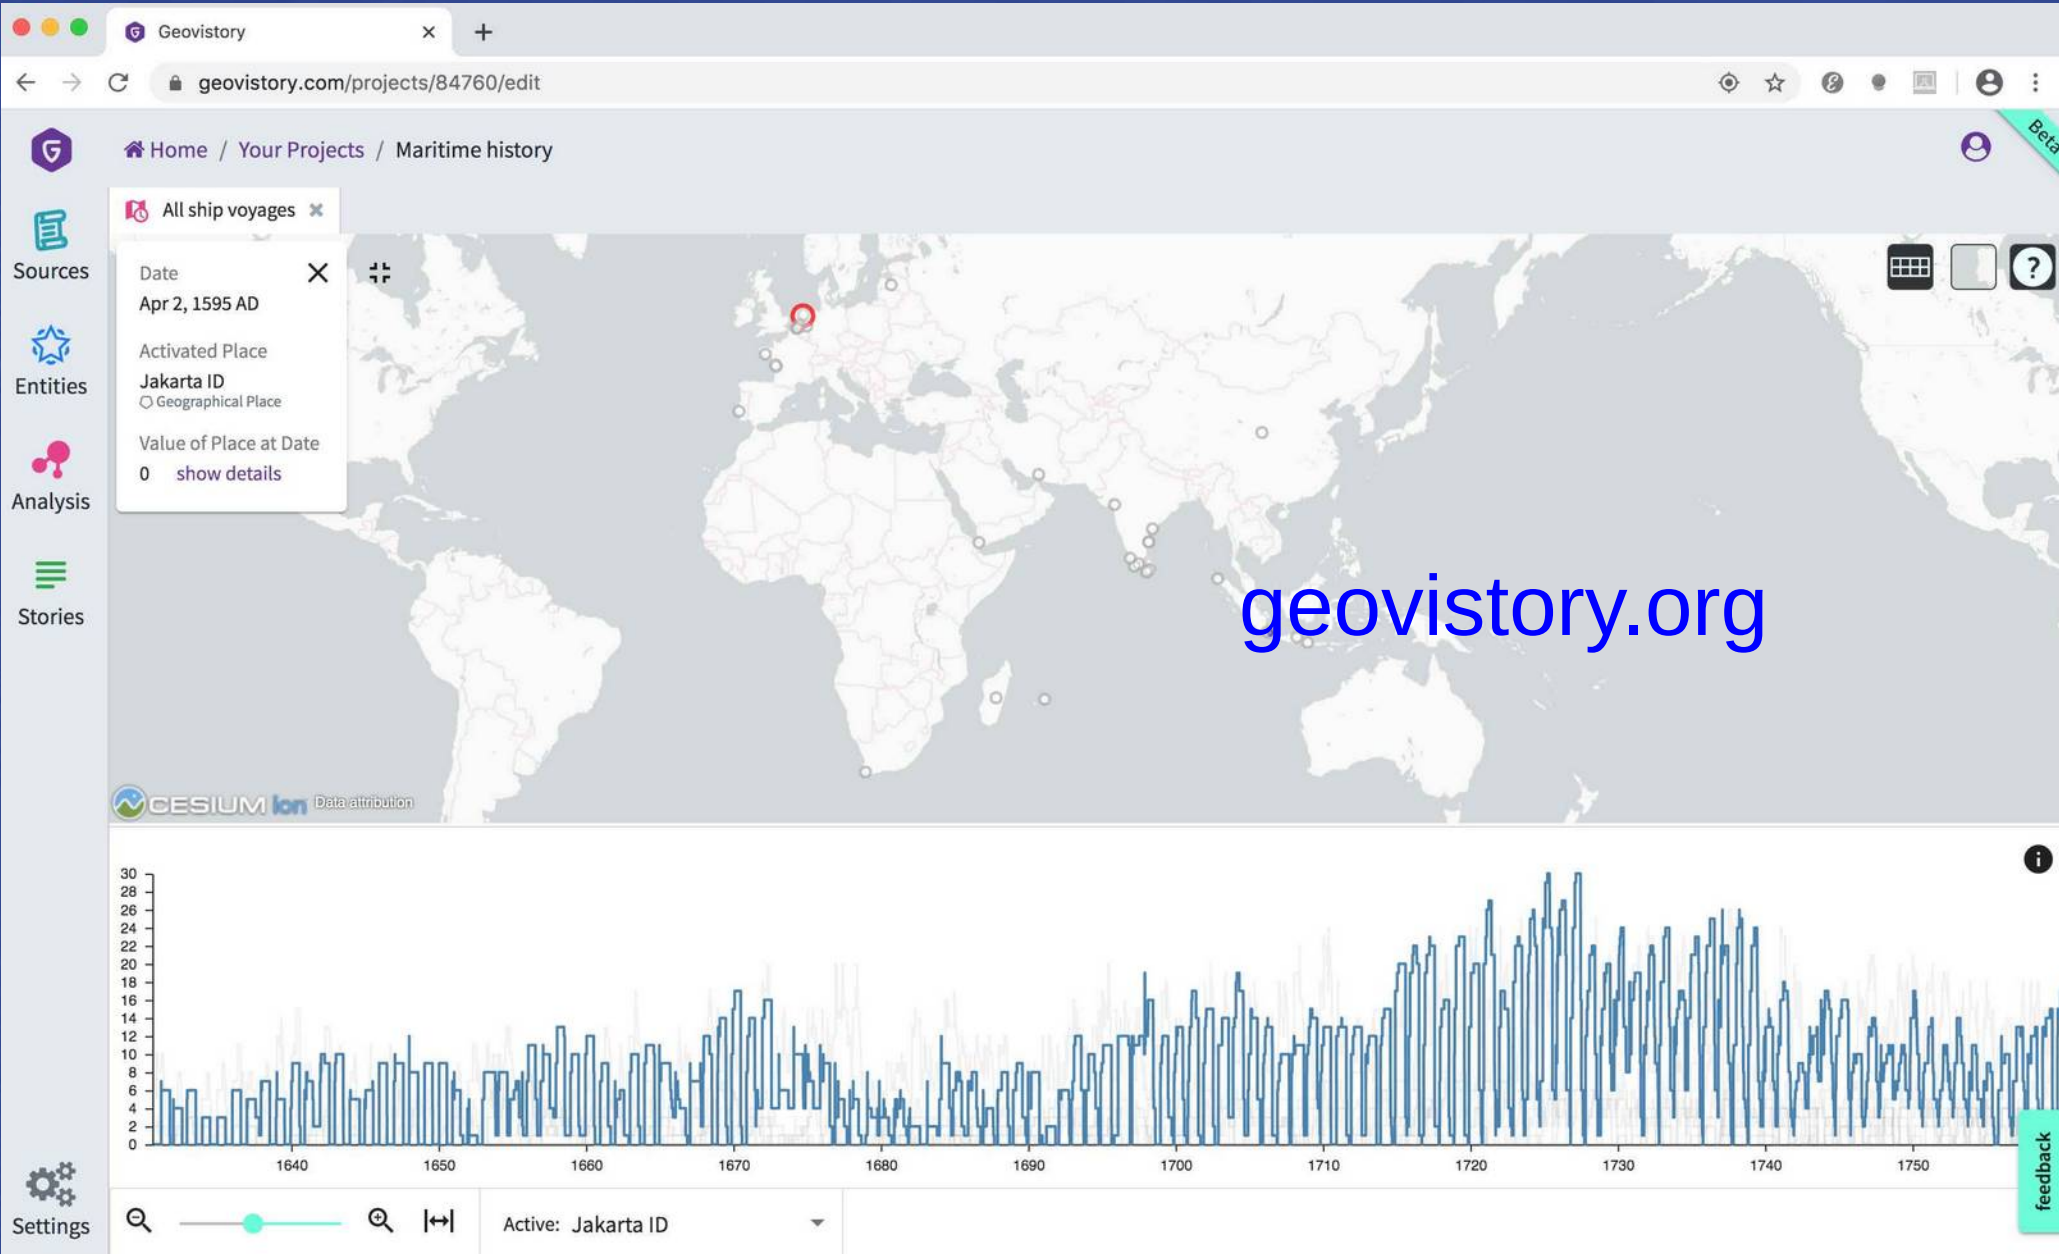 Geovistory
geovistory.com/projects/84760/edit
Beta
Home / Your Projects / Maritime history
All ship voyages
Sources
Entities
Analysis
Stories
Settings
Date
Apr 2, 1595 AD
Activated Place
Jakarta ID
Geographical Place
Value of Place at Date
0 show details
?
geovistory.org
CESIUM ion Data attribution
i
30
28
26
24
22
20
18
16
14
12
10
8
6
4
2
0
1640 1650 1660 1670 1680 1690 1700 1710 1720 1730 1740 1750
feedback
Active: Jakarta ID